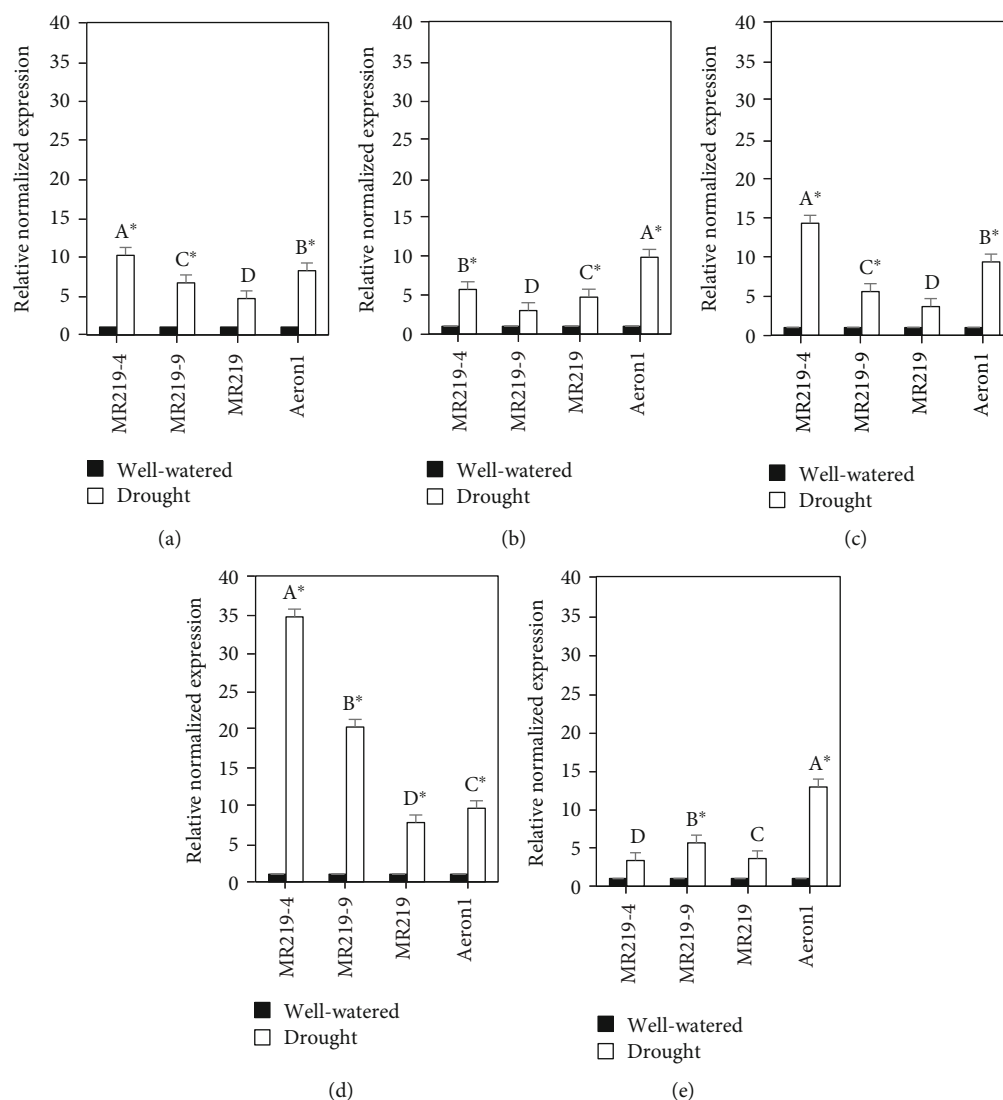 Relative normalized expression
40
35
30
25
20
15
10
5
0
A*
C*
D
B*
MR219-4
MR219-9
MR219
Aeron1
Well-watered
Drought
(a)
Relative normalized expression
40
35
30
25
20
15
10
5
0
B*
D
C*
A*
MR219-4
MR219-9
MR219
Aeron1
Well-watered
Drought
(b)
Relative normalized expression
40
35
30
25
20
15
10
5
0
A*
C*
D
B*
MR219-4
MR219-9
MR219
Aeron1
Well-watered
Drought
(c)
Relative normalized expression
40
35
30
25
20
15
10
5
0
A*
B*
D*
C*
MR219-4
MR219-9
MR219
Aeron1
Well-watered
Drought
(d)
Relative normalized expression
40
35
30
25
20
15
10
5
0
D
B*
C
A*
MR219-4
MR219-9
MR219
Aeron1
Well-watered
Drought
(e)